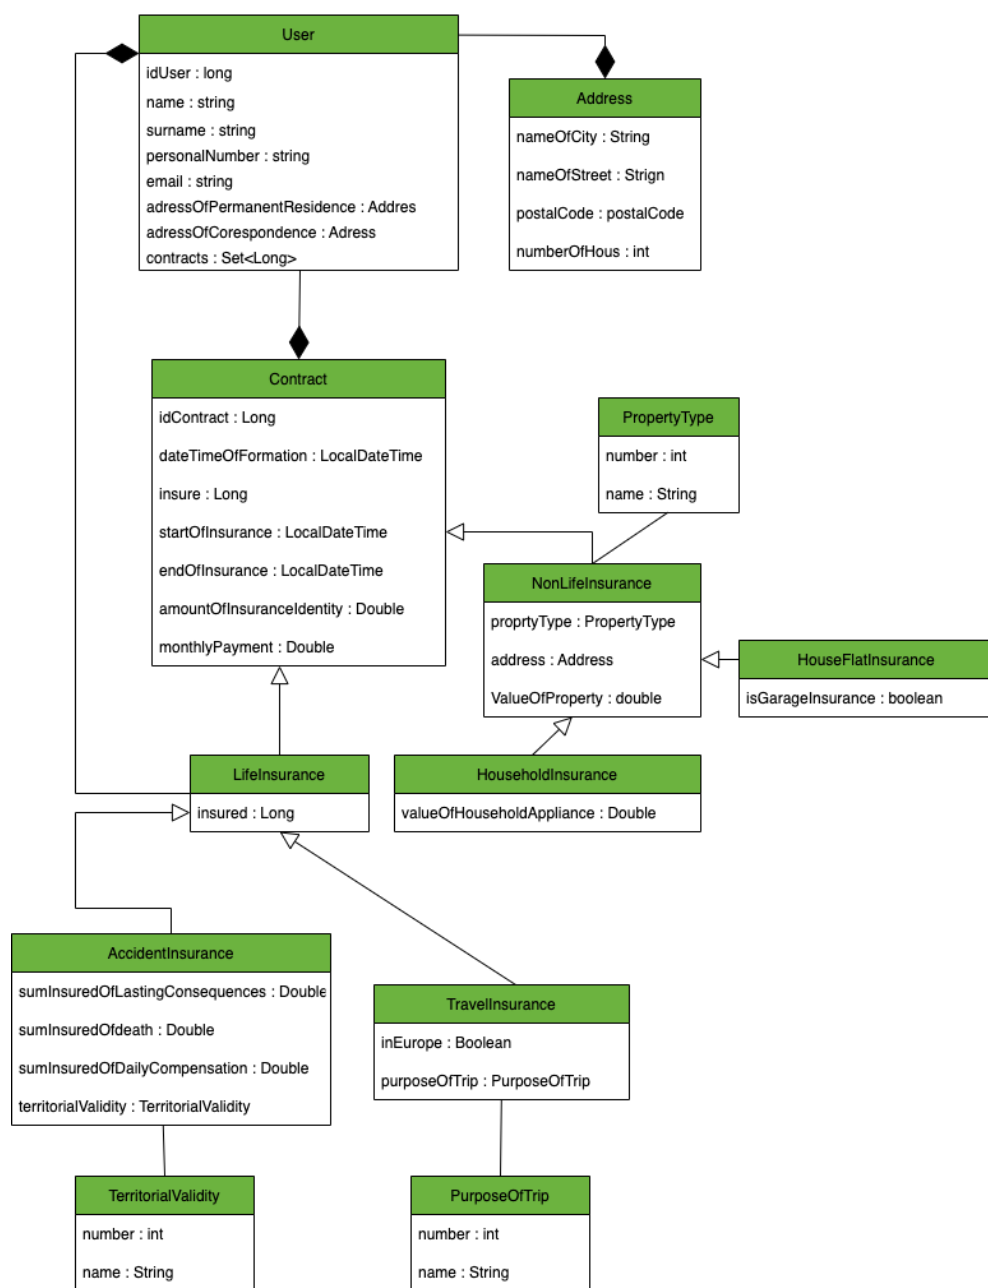 User
idUser : long
name : string
surname : string
personalNumber : string
email : string
adressOfPermanentResidence : Addres
adressOfCorespondence : Adress
contracts : Set<Long>
Address
nameOfCity : String
nameOfStreet : Strign
postalCode : postalCode
numberOfHous : int
Contract
idContract : Long
dateTimeOfFormation : LocalDateTime
insure : Long
startOfInsurance : LocalDateTime
endOfInsurance : LocalDateTime
amountOfInsuranceIdentity : Double
monthlyPayment : Double
PropertyType
number : int
name : String
NonLifeInsurance
proprtyType : PropertyType
address : Address
ValueOfProperty : double
HouseFlatInsurance
isGarageInsurance : boolean
LifeInsurance
insured : Long
HouseholdInsurance
valueOfHouseholdAppliance : Double
AccidentInsurance
sumInsuredOfLastingConsequences : Double
sumInsuredOfdeath : Double
sumInsuredOfDailyCompensation : Double
territorialValidity : TerritorialValidity
TravelInsurance
inEurope : Boolean
purposeOfTrip : PurposeOfTrip
TerritorialValidity
number : int
name : String
PurposeOfTrip
number : int
name : String